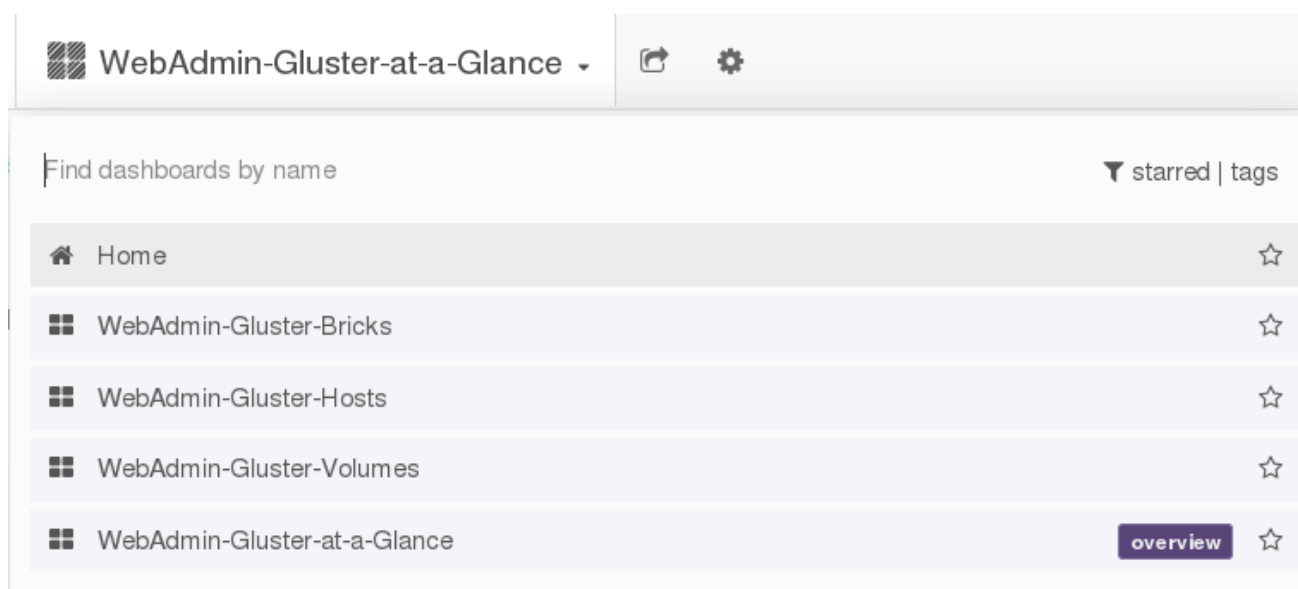 WebAdmin-Gluster-at-a-Glance
Find dashboards by name starred | tags
Home
WebAdmin-Gluster-Bricks
WebAdmin-Gluster-Hosts
WebAdmin-Gluster-Volumes
WebAdmin-Gluster-at-a-Glance overview